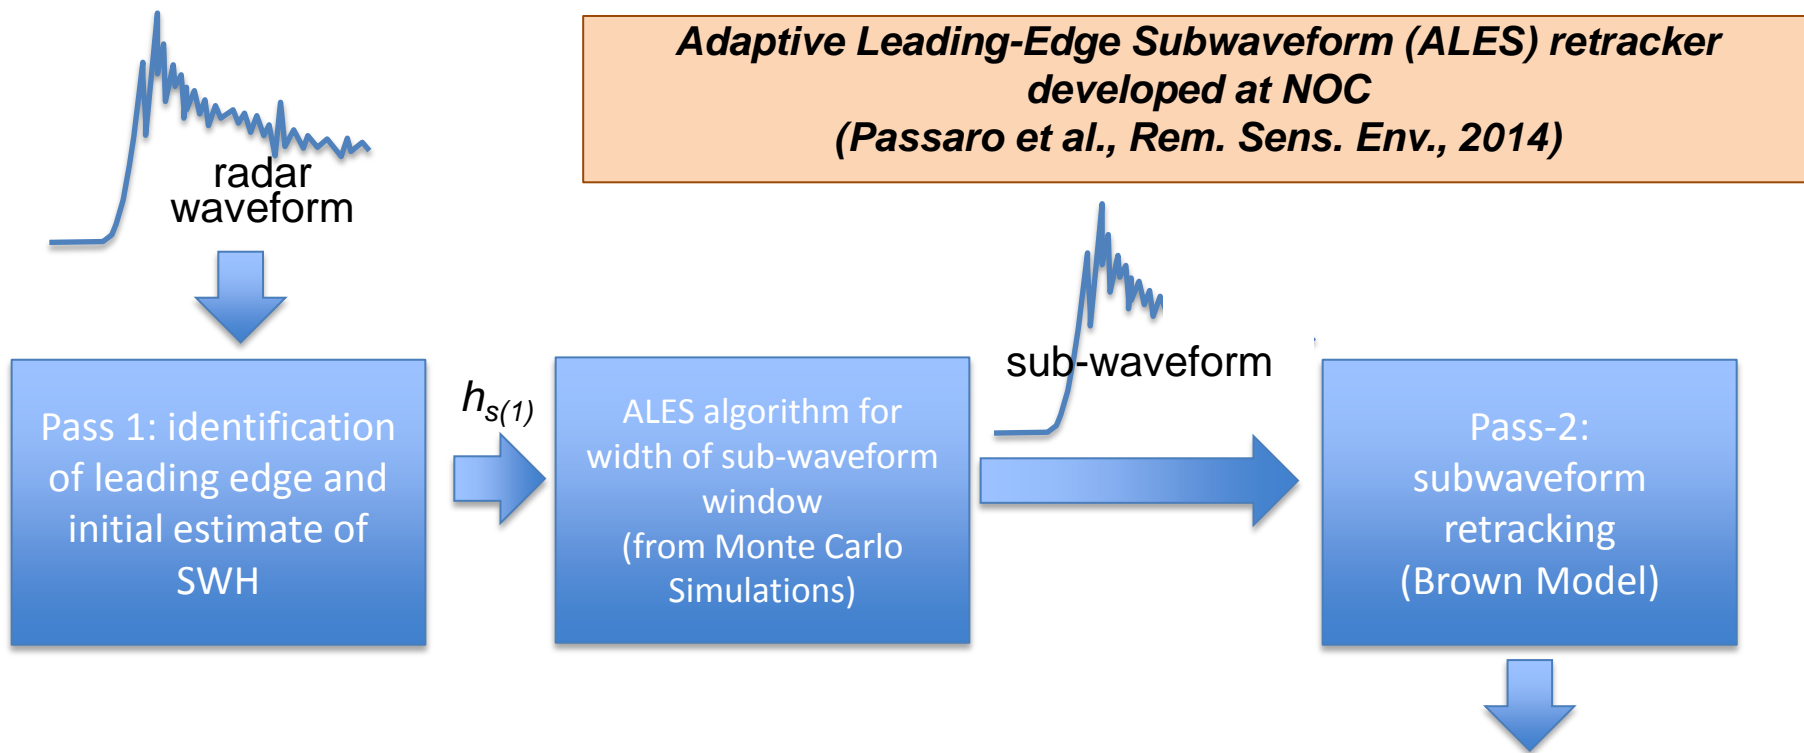 Adaptive Leading-Edge Subwaveform (ALES) retracker
developed at NOC
(Passaro et al., Rem. Sens. Env., 2014)
radar
waveform
sub-waveform
Pass 1: identification
of leading edge and
initial estimate of
SWH
hs(1)
ALES algorithm for
width of sub-waveform
window
(from Monte Carlo
Simulations)
Pass-2:
subwaveform
retracking
(Brown Model)